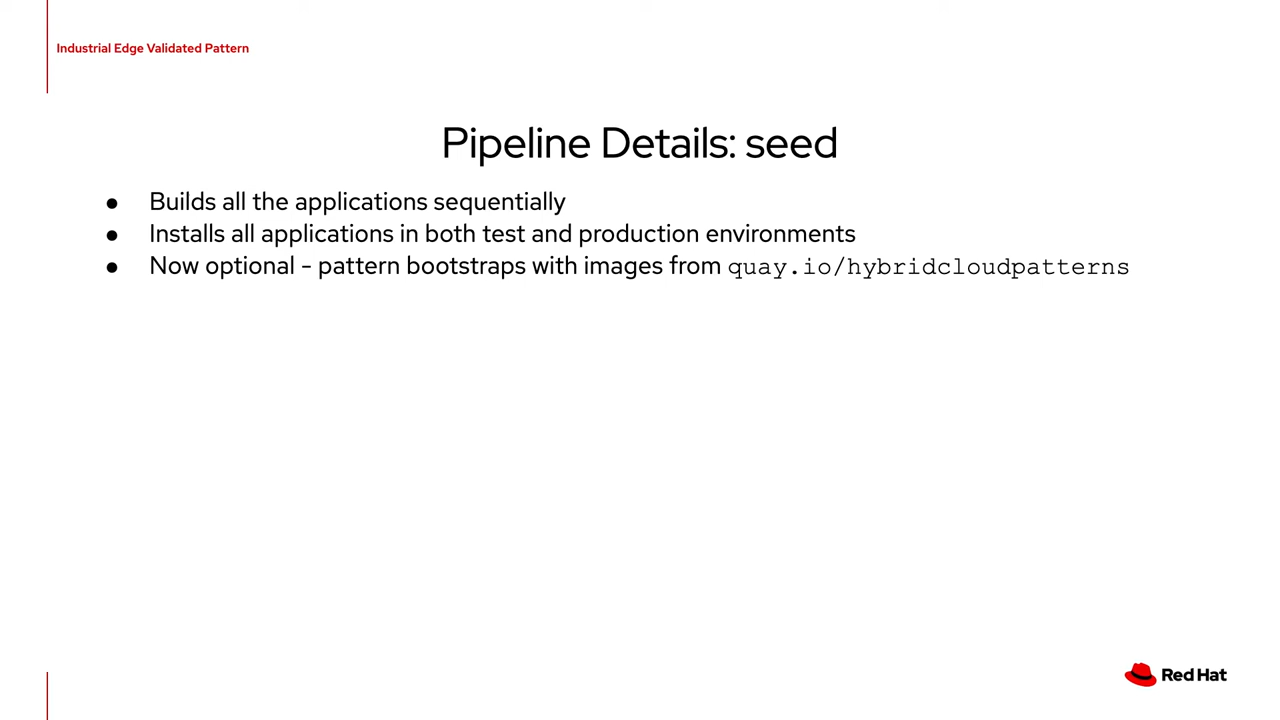 Industrial Edge Validated Pattern
Pipeline Details: seed
● Builds all the applications sequentially
● Installs all applications in both test and production environments
● Now optional - pattern bootstraps with images from quay.io/hybridcloudpatterns
Red Hat